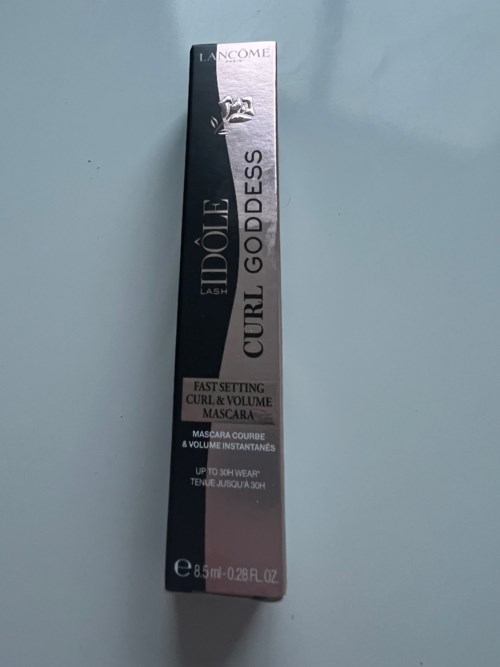 LANCÔME
PARIS
LASH
IDÔLE
CURL GODDESS
FAST SETTING
CURL & VOLUME
MASCARA
MASCARA COURBE
& VOLUME INSTANTANÉS
UP TO 30H WEAR*
TENUE JUSQU'À 30H
e 8.5 ml - 0.28 FL. OZ.